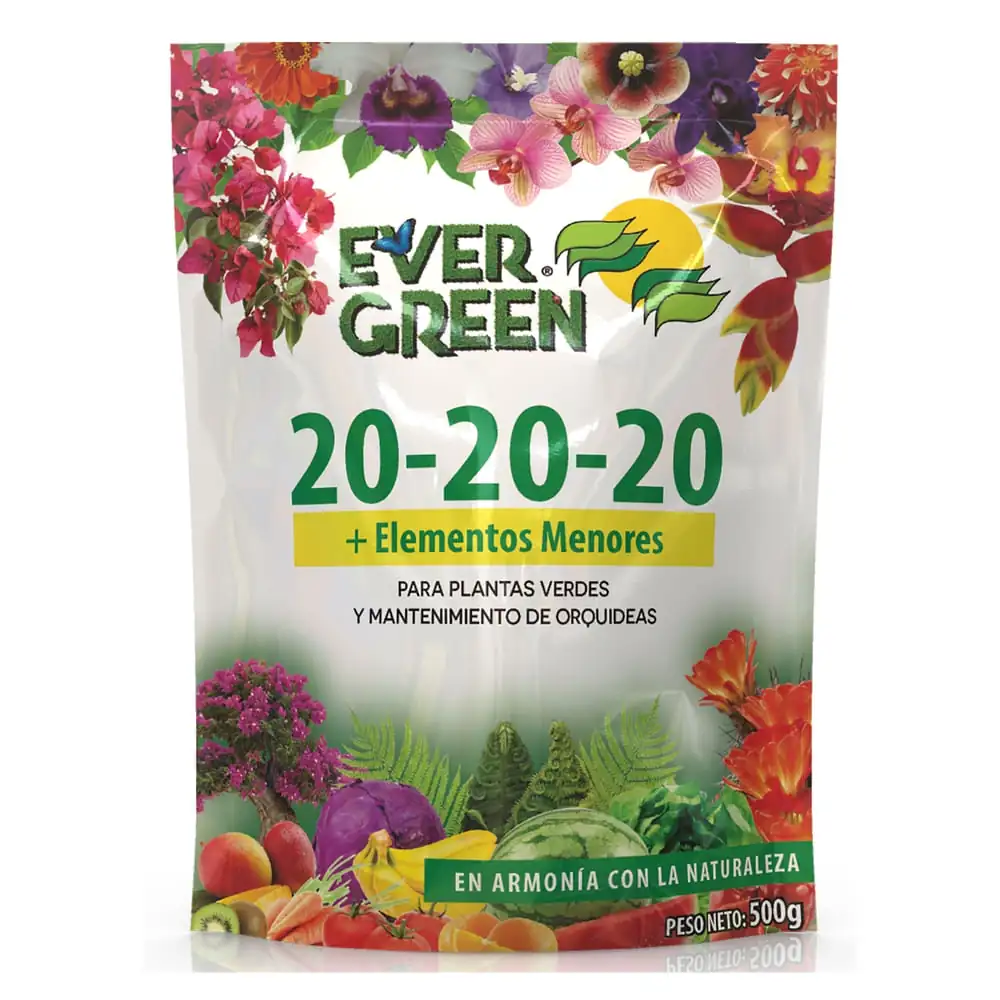 EVER
GREEN
®
20-20-20
+ Elementos Menores
PARA PLANTAS VERDES
Y MANTENIMIENTO DE ORQUIDEAS
EN ARMONÍA CON LA NATURALEZA
PESO NETO: 500g